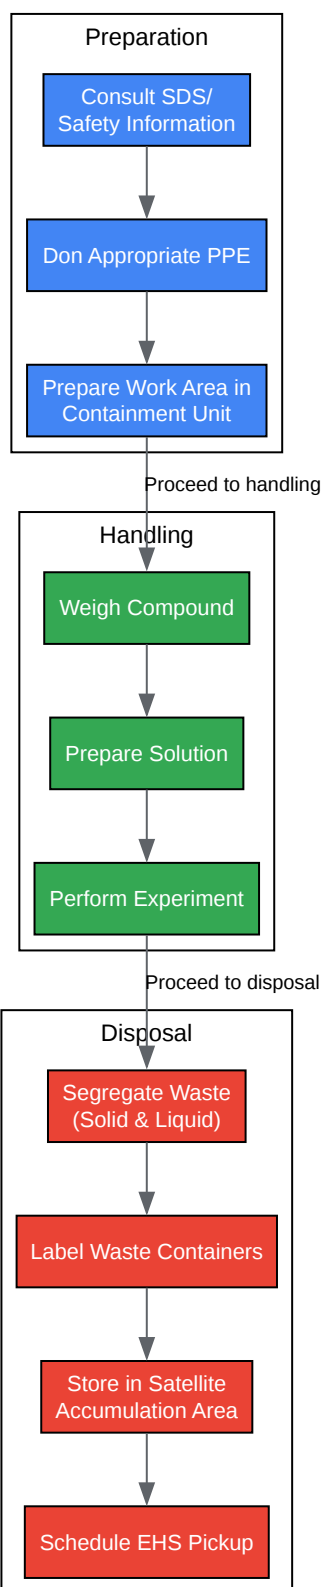 Preparation
Consult SDS/
Safety Information
Don Appropriate PPE
Prepare Work Area in
Containment Unit
Proceed to handling
Handling
Weigh Compound
Prepare Solution
Perform Experiment
Proceed to disposal
Disposal
Segregate Waste
(Solid & Liquid)
Label Waste Containers
Store in Satellite
Accumulation Area
Schedule EHS Pickup